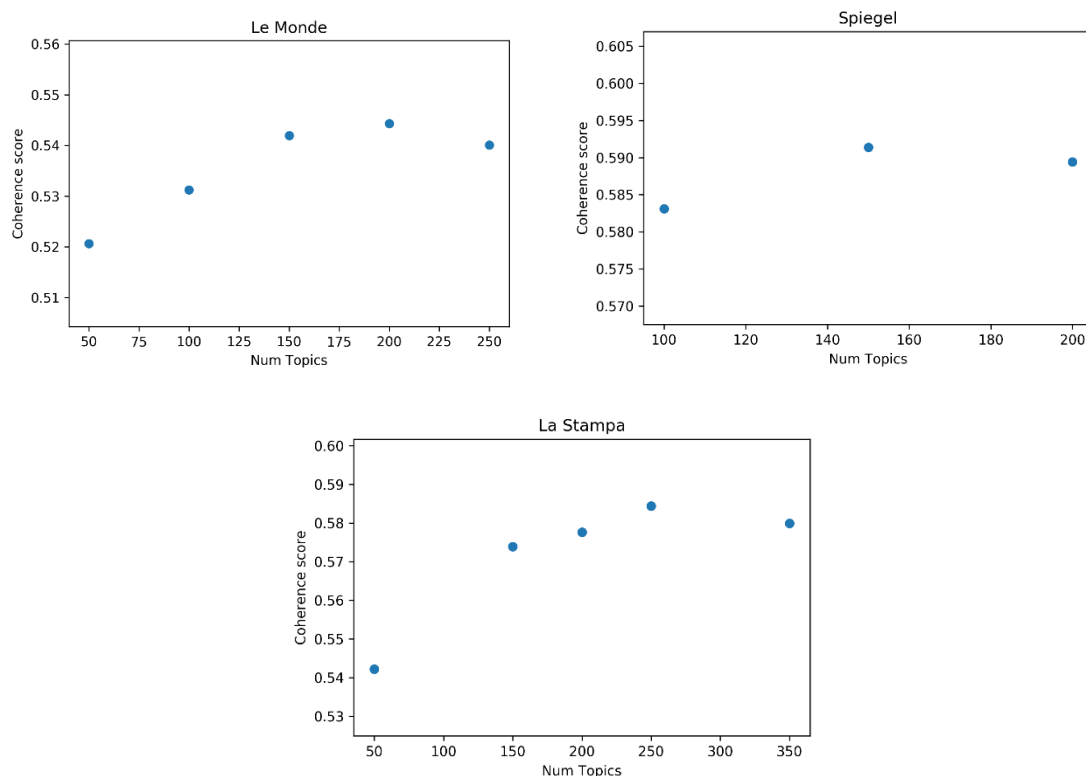 Le Monde
0.56
0.55
0.54
0.53
0.52
0.51
Coherence score
50 75 100 125 150 175 200 225 250
Num Topics
Spiegel
0.605
0.600
0.595
0.590
0.585
0.580
0.575
0.570
Coherence score
100 120 140 160 180 200
Num Topics
La Stampa
0.60
0.59
0.58
0.57
0.56
0.55
0.54
0.53
Coherence score
50 100 150 200 250 300 350
Num Topics